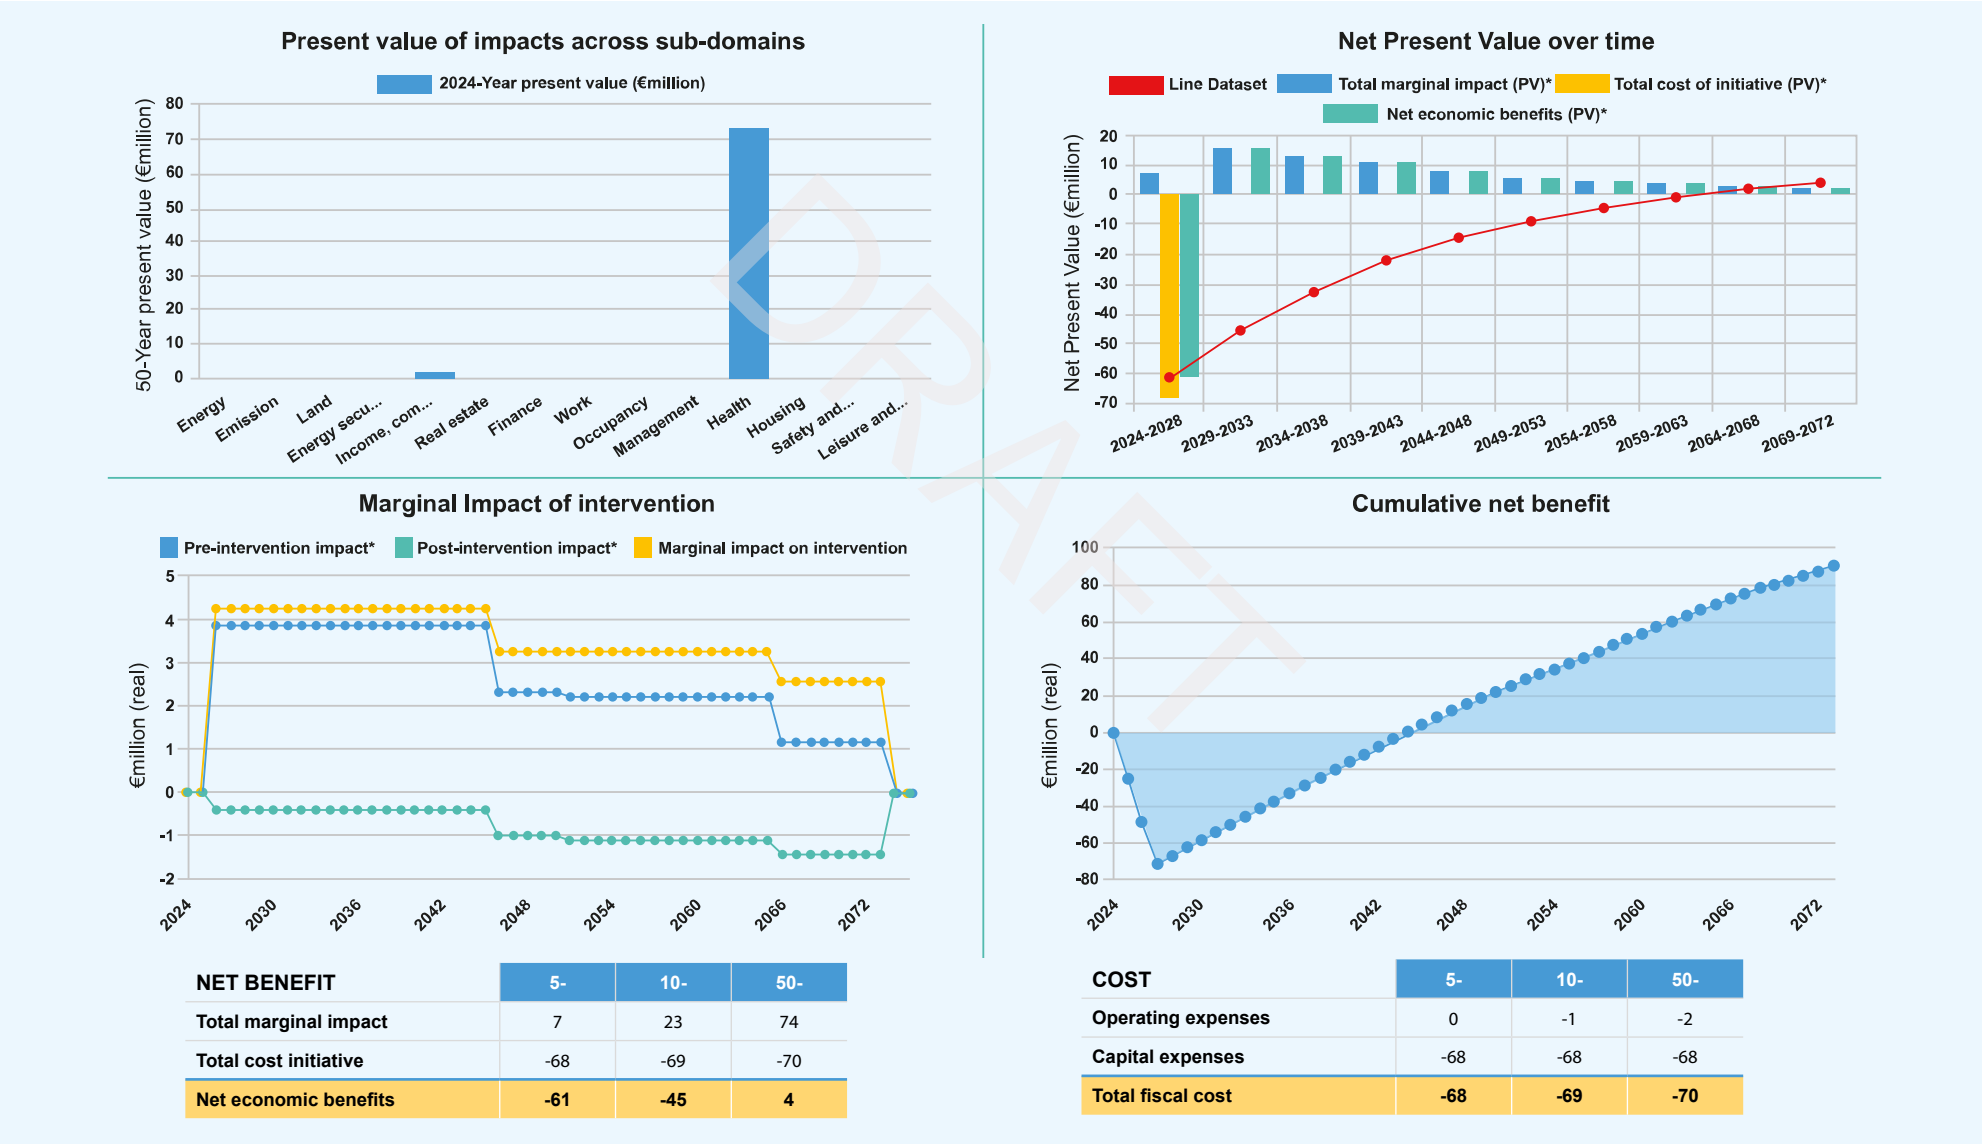 Present value of impacts across sub-domains
2024-Year present value (€million)
50-Year present value (€million)
80
70
60
50
40
30
20
10
0
Energy
Emission
Land
Energy secu...
Income, com...
Real estate
Finance
Work
Occupancy
Management
Health
Housing
Safety and...
Leisure and...
Net Present Value over time
Line Dataset
Total marginal impact (PV)*
Total cost of initiative (PV)*
Net economic benefits (PV)*
Net Present Value (€million)
20
10
0
-10
-20
-30
-40
-50
-60
-70
2024-2028
2029-2033
2034-2038
2039-2043
2044-2048
2049-2053
2054-2058
2059-2063
2064-2068
2069-2072
DRAFT
Marginal Impact of intervention
Pre-intervention impact*
Post-intervention impact*
Marginal impact on intervention
€million (real)
5
4
3
2
1
0
-1
-2
2024
2030
2036
2042
2048
2054
2060
2066
2072
Cumulative net benefit
€million (real)
100
80
60
40
20
0
-20
-40
-60
-80
2024
2030
2036
2042
2048
2054
2060
2066
2072
NET BENEFIT 5- 10- 50-
Total marginal impact 7 23 74
Total cost initiative -68 -69 -70
Net economic benefits -61 -45 4
COST 5- 10- 50-
Operating expenses 0 -1 -2
Capital expenses -68 -68 -68
Total fiscal cost -68 -69 -70